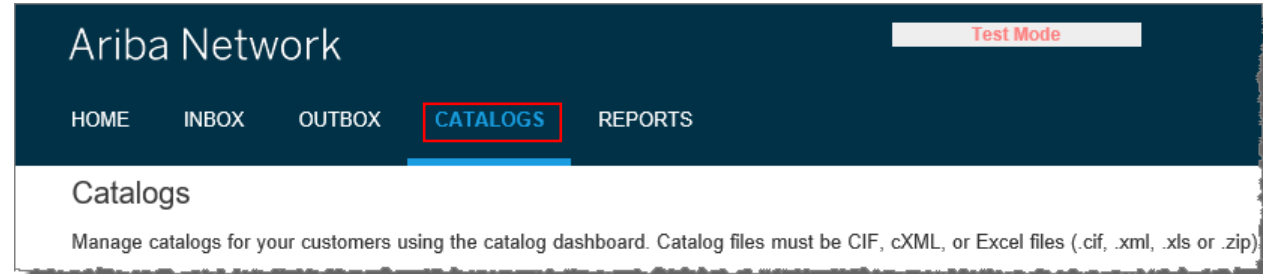 Ariba Network
Test Mode
HOME INBOX OUTBOX CATALOGS REPORTS
Catalogs
Manage catalogs for your customers using the catalog dashboard. Catalog files must be CIF, cXML, or Excel files (.cif, .xml, .xls or .zip)